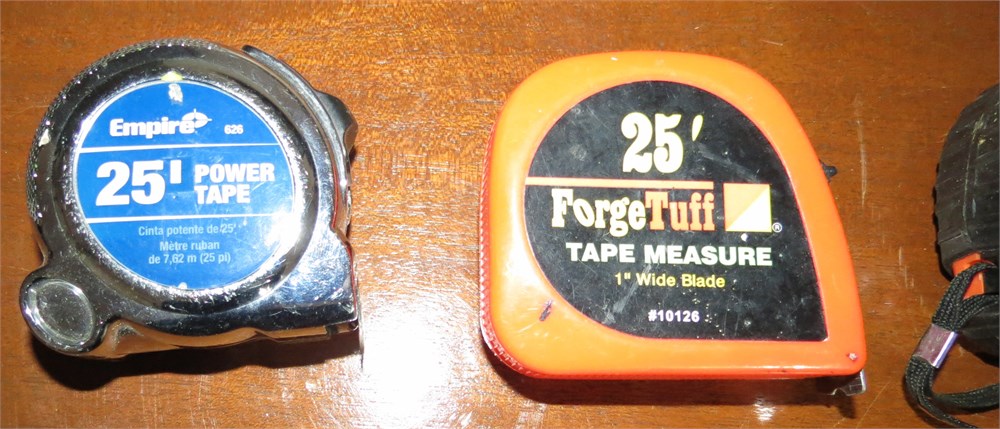 Empire 626
25' POWER
TAPE
Cinta potente de 25'
Mètre ruban
de 7,62 m (25 pi)
25'
ForgeTuff ®
TAPE MEASURE
1" Wide Blade
#10126